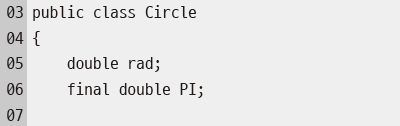 03 public class Circle
04 {
05     double rad;
06     final double PI;
07